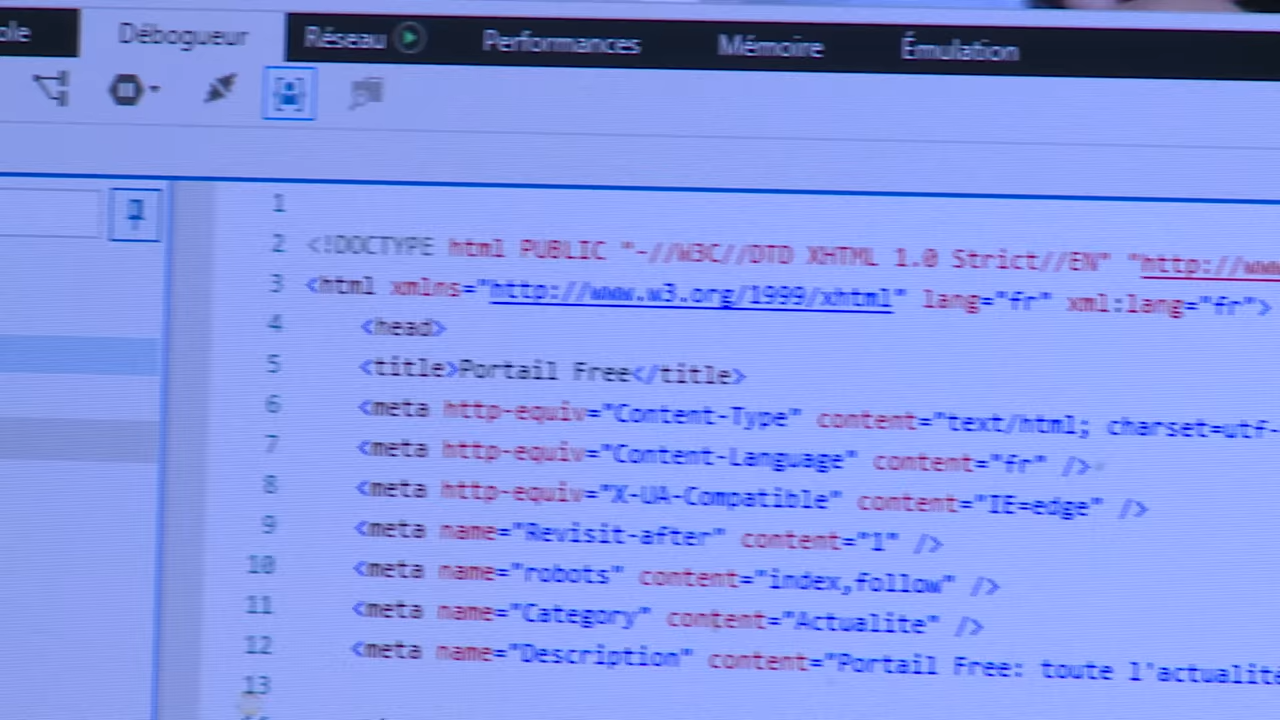 Débogueur Réseau Performances Mémoire Émulation
1
2 <!DOCTYPE html PUBLIC "-//W3C//DTD XHTML 1.0 Strict//EN" "http://www
3 <html xmlns="http://www.w3.org/1999/xhtml" lang="fr" xml:lang="fr">
4 <head>
5 <title>Portail Free</title>
6 <meta http-equiv="Content-Type" content="text/html; charset=utf-
7 <meta http-equiv="Content-Language" content="fr" />
8 <meta http-equiv="X-UA-Compatible" content="IE=edge" />
9 <meta name="Revisit-after" content="1" />
10 <meta name="robots" content="index,follow" />
11 <meta name="Category" content="Actualite" />
12 <meta name="Description" content="Portail Free: toute l'actualité
13